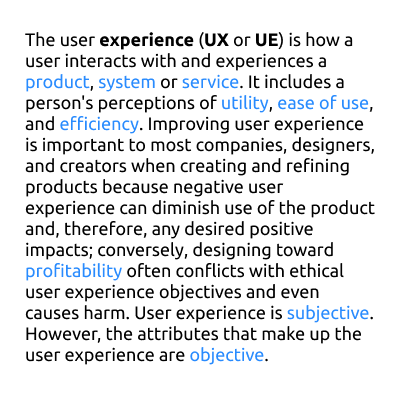 The user experience (UX or UE) is how a
user interacts with and experiences a
product, system or service. It includes a
person's perceptions of utility, ease of use,
and efficiency. Improving user experience
is important to most companies, designers,
and creators when creating and refining
products because negative user
experience can diminish use of the product
and, therefore, any desired positive
impacts; conversely, designing toward
profitability often conflicts with ethical
user experience objectives and even
causes harm. User experience is subjective.
However, the attributes that make up the
user experience are objective.